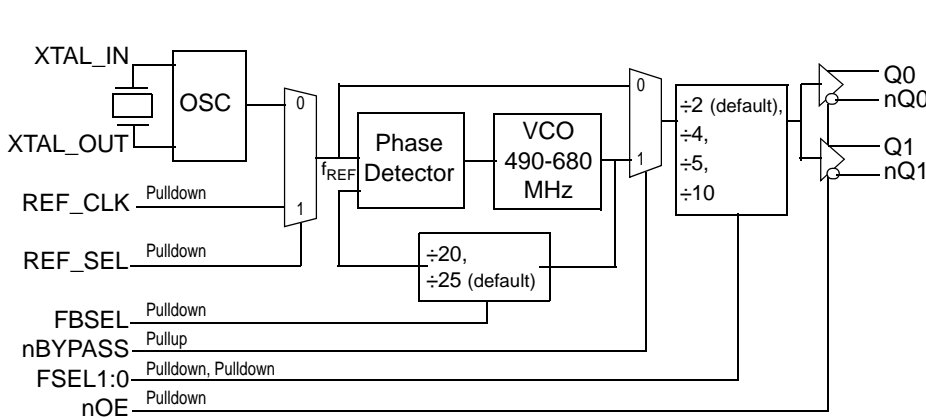 XTAL_IN
OSC
XTAL_OUT
REF_CLK Pulldown
REF_SEL Pulldown
FBSEL Pulldown
nBYPASS Pullup
FSEL1:0 Pulldown, Pulldown
nOE Pulldown
0
1
fREF
Phase
Detector
VCO
490-680
MHz
÷20,
÷25 (default)
0
1
÷2 (default),
÷4,
÷5,
÷10
Q0
nQ0
Q1
nQ1